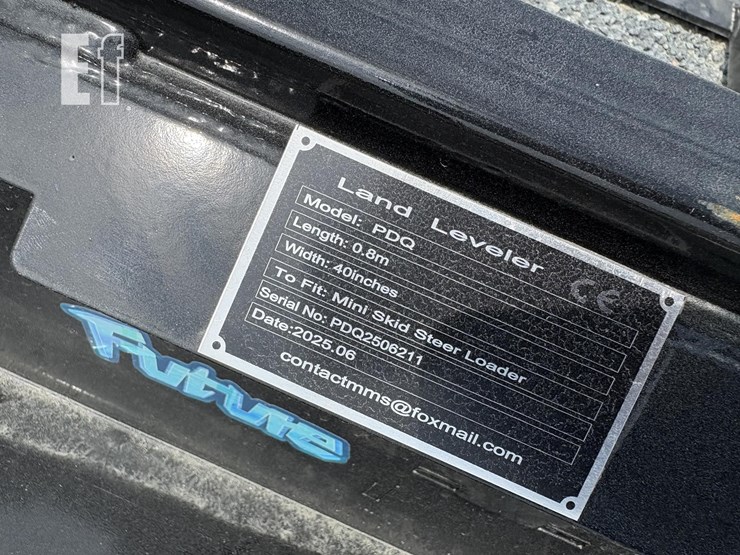 Ef
Land Leveler
Model: PDQ
Length: 0.8m
Width: 40inches
To Fit: Mini Skid Steer Loader
Serial No: PDQ2506211
Date:2025.06
contactmms@foxmail.com
CE
Future